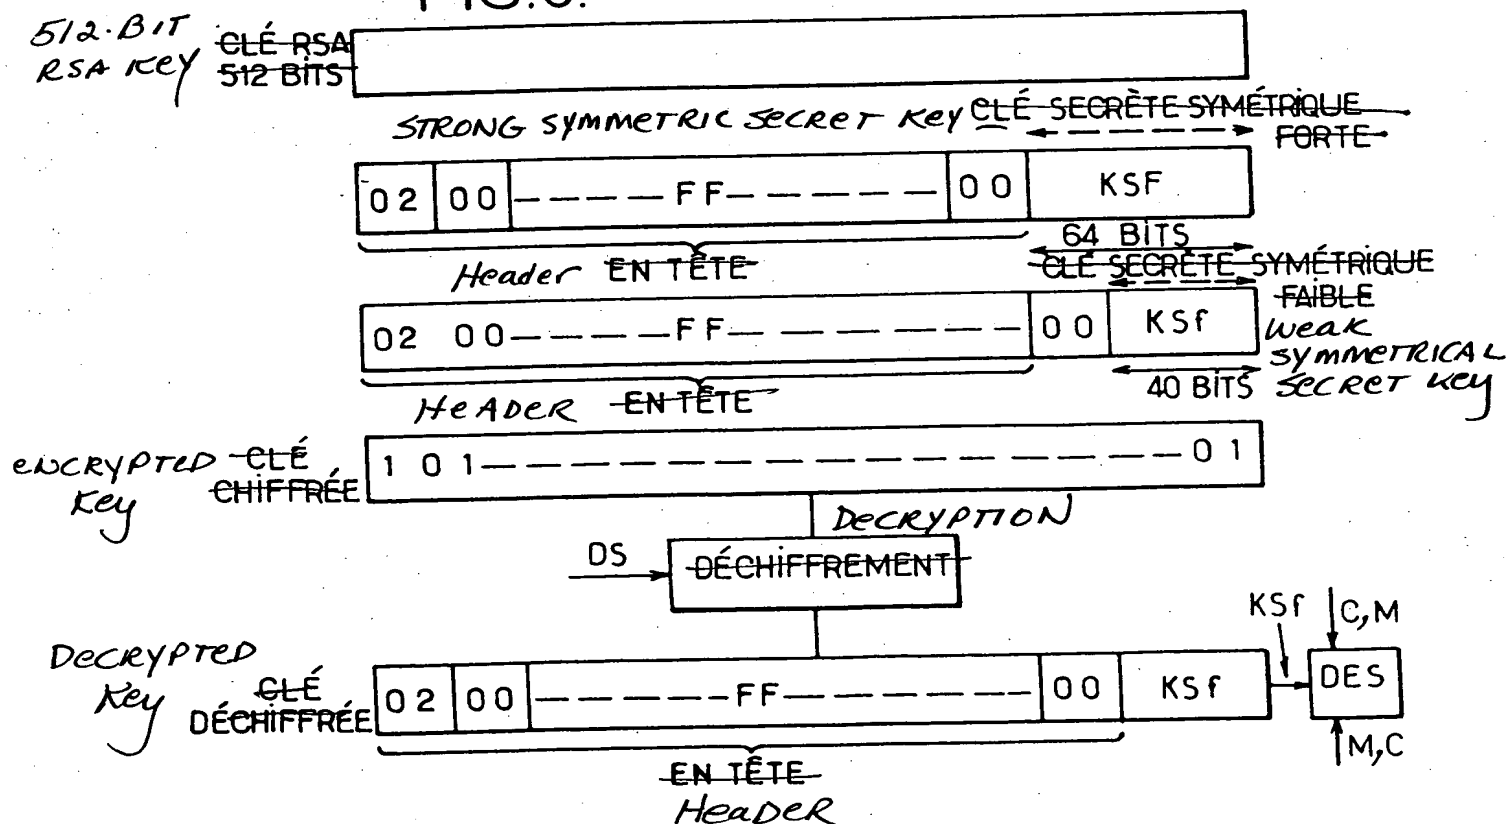 512-BIT
RSA Key
CLÉ RSA
512 BITS
STRONG SYMMETRIC SECRET Key CLÉ SECRÈTE SYMÉTRIQUE
FORTE
02 00 ————— FF ————— 00 KSF
64 BITS
Header EN TÊTE
CLÉ SECRÈTE SYMÉTRIQUE
FAIBLE
02 00 ————— FF ————— 00 KSf
weak
symmetrical
secret key
40 BITS
HEADER EN TÊTE
ENCRYPTED
Key
CLÉ
CHIFFRÉE
1 0 1 ————— 0 1
DECRYPTION
DS
DÉCHIFFREMENT
KSf
C,M
DECRYPTED
Key
CLÉ
DÉCHIFFRÉE
02 00 ————— FF ————— 00 KSf
DES
M,C
EN TÊTE
HEADER